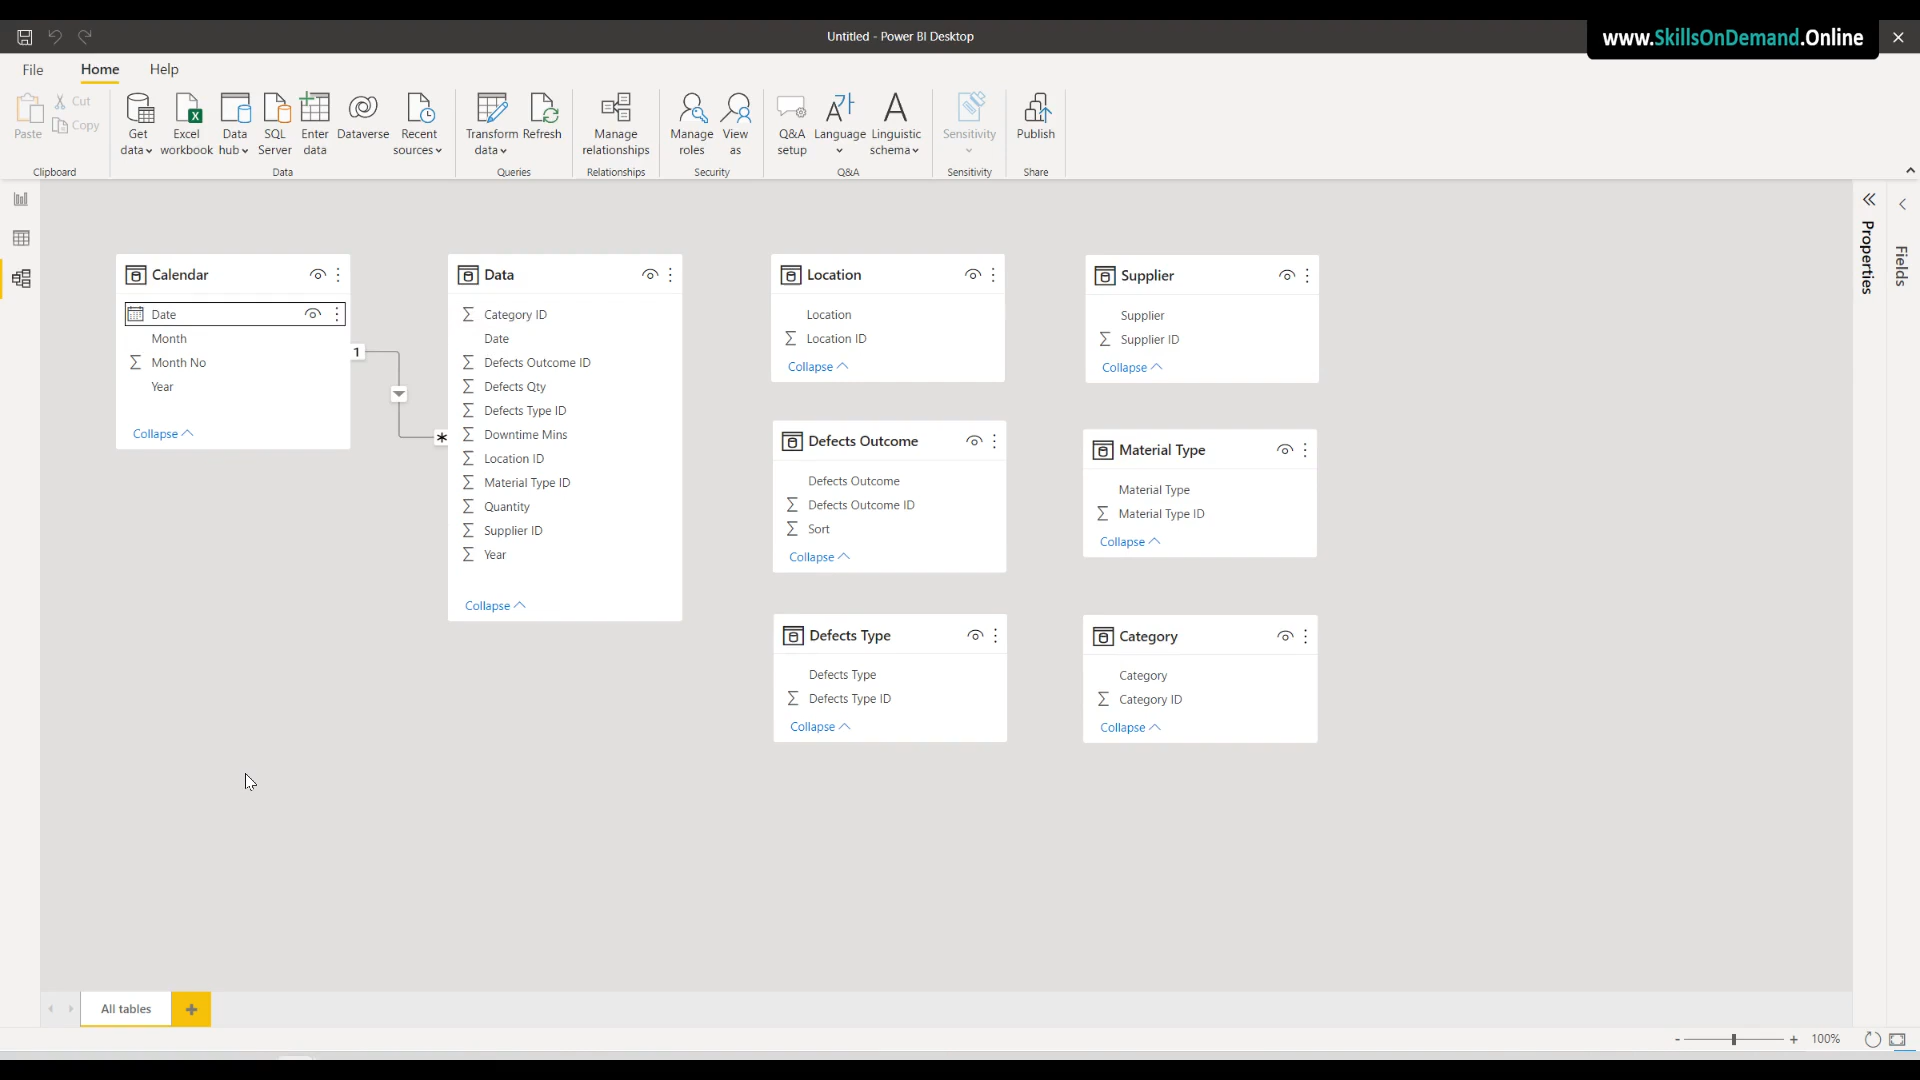 Untitled - Power BI Desktop
www.SkillsOnDemand.Online
File
Home
Help
Paste
Cut
Copy
Clipboard
Get data
Excel workbook
Data hub
SQL Server
Enter data
Dataverse
Recent sources
Data
Transform data
Refresh
Queries
Manage relationships
Relationships
Manage roles
View as
Security
Q&A setup
Language
Linguistic schema
Q&A
Sensitivity
Sensitivity
Publish
Share
Calendar
Date
Month
Month No
Year
Collapse
1
*
Data
Category ID
Date
Defects Outcome ID
Defects Qty
Defects Type ID
Downtime Mins
Location ID
Material Type ID
Quantity
Supplier ID
Year
Collapse
Location
Location
Location ID
Collapse
Defects Outcome
Defects Outcome
Defects Outcome ID
Sort
Collapse
Defects Type
Defects Type
Defects Type ID
Collapse
Supplier
Supplier
Supplier ID
Collapse
Material Type
Material Type
Material Type ID
Collapse
Category
Category
Category ID
Collapse
Properties
Fields
All tables
100%